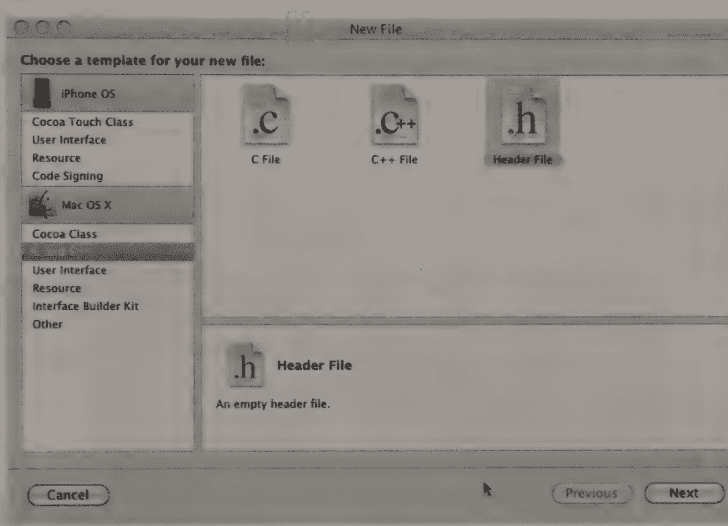 New File
Choose a template for your new file:
iPhone OS
Cocoa Touch Class
User Interface
Resource
Code Signing
Mac OS X
Cocoa Class
User Interface
Resource
Interface Builder Kit
Other
.c
C File
.c++
C++ File
.h
Header File
.h
Header File
An empty header file.
Cancel
Previous
Next